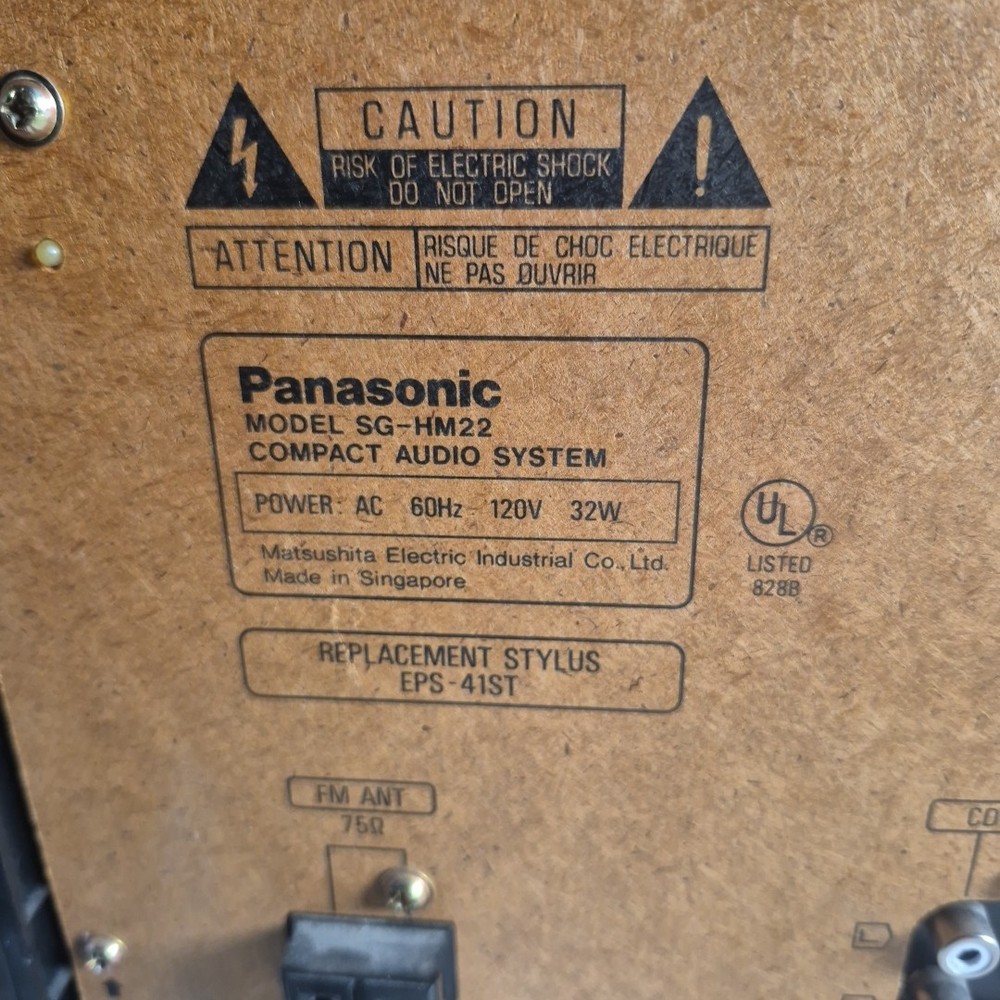 CAUTION
RISK OF ELECTRIC SHOCK
DO NOT OPEN
ATTENTION
RISQUE DE CHOC ELECTRIQUE
NE PAS OUVRIR
Panasonic
MODEL SG-HM22
COMPACT AUDIO SYSTEM
POWER: AC 60Hz 120V 32W
Matsushita Electric Industrial Co., Ltd.
Made in Singapore
UL®
LISTED
828B
REPLACEMENT STYLUS
EPS-41ST
FM ANT
75Ω
L